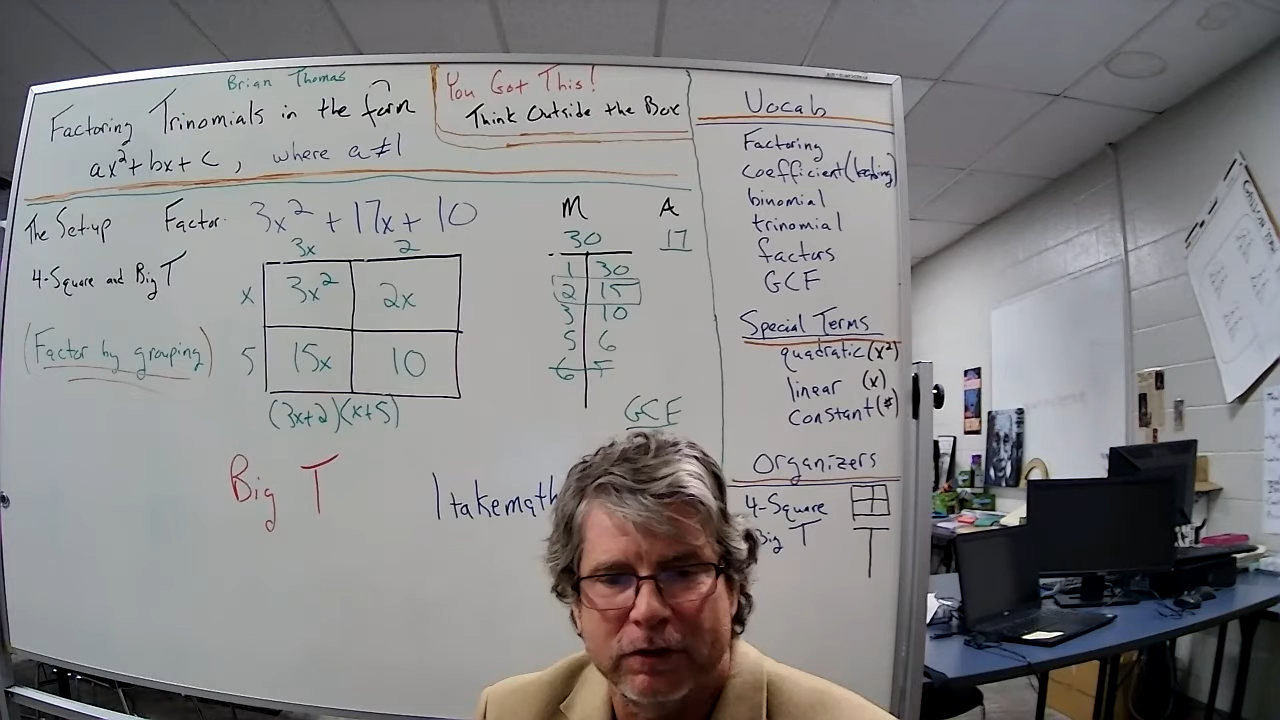 Brian Thomas
Factoring Trinomials in the form
ax²+bx+c, where a≠1
You Got This!
Think Outside the Box
The Setup Factor: 3x² + 17x + 10
4-Square and Big T
(Factor by grouping)
3x 2
x 3x² 2x
5 15x 10
(3x+2)(x+5)
M A
30 17
1 30
2 15
3 10
5 6
6 5
GCF
Big T
1takemath
Vocab
Factoring
coefficient (leading)
binomial
trinomial
factors
GCF
Special Terms
quadratic (x²)
linear (x)
constant (#)
Organizers
4-Square
Big T